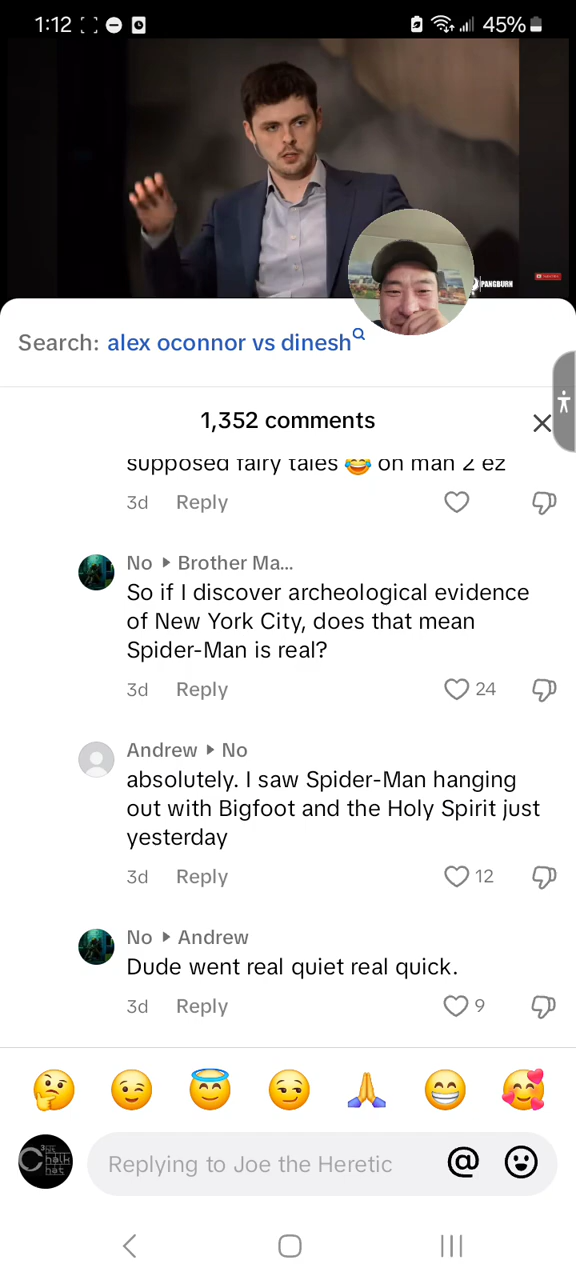 1:12
45%
PANGBURN
Search: alex oconnor vs dinesh
1,352 comments
supposed fairy tales 😂 on man 2 ez
3d Reply
No ▸ Brother Ma...
So if I discover archeological evidence
of New York City, does that mean
Spider-Man is real?
3d Reply 24
Andrew ▸ No
absolutely. I saw Spider-Man hanging
out with Bigfoot and the Holy Spirit just
yesterday
3d Reply 12
No ▸ Andrew
Dude went real quiet real quick.
3d Reply 9
Replying to Joe the Heretic @